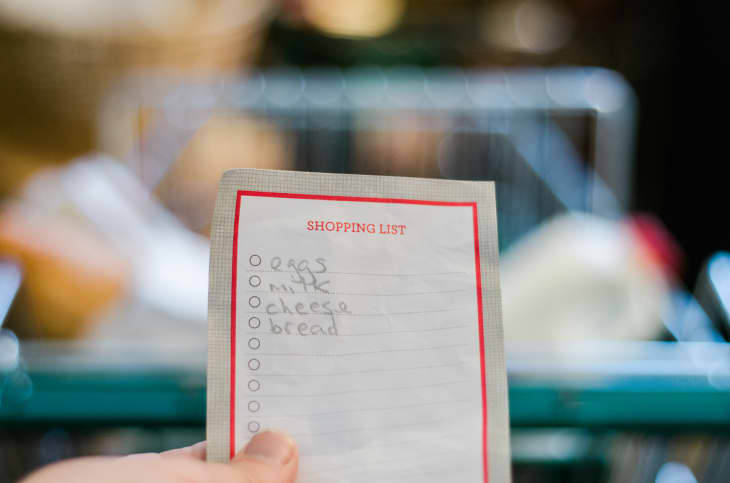 SHOPPING LIST
eggs
milk
cheese
bread